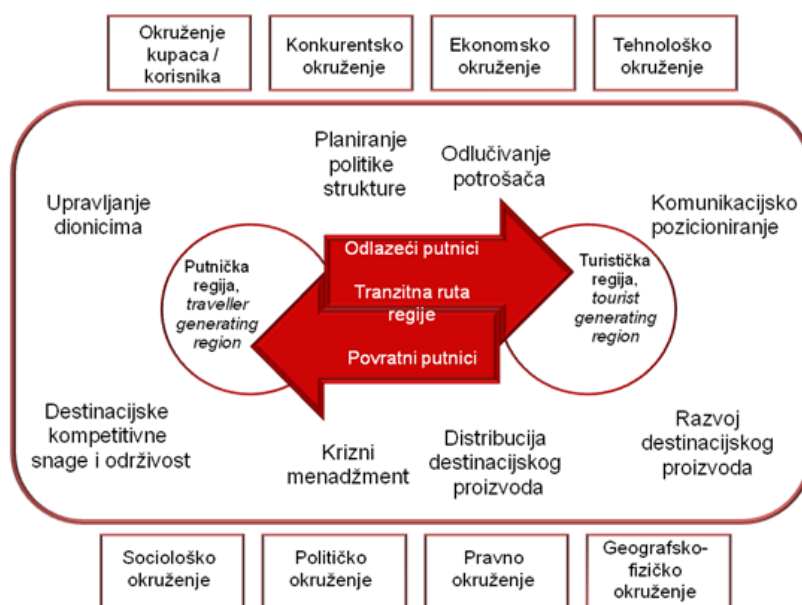 Okruženje
kupaca /
korisnika
Konkurentsko
okruženje
Ekonomsko
okruženje
Tehnološko
okruženje
Planiranje
politike
strukture
Odlučivanje
potrošača
Upravljanje
dionicima
Komunikacijsko
pozicioniranje
Putnička
regija,
traveller
generating
region
Odlazeći putnici
Tranzitna ruta
regije
Povratni putnici
Turistička
regija,
tourist
generating
region
Destinacijske
kompetitivne
snage i održivost
Krizni
menadžment
Distribucija
destinacijskog
proizvoda
Razvoj
destinacijskog
proizvoda
Sociološko
okruženje
Političko
okruženje
Pravno
okruženje
Geografsko-
fizičko
okruženje